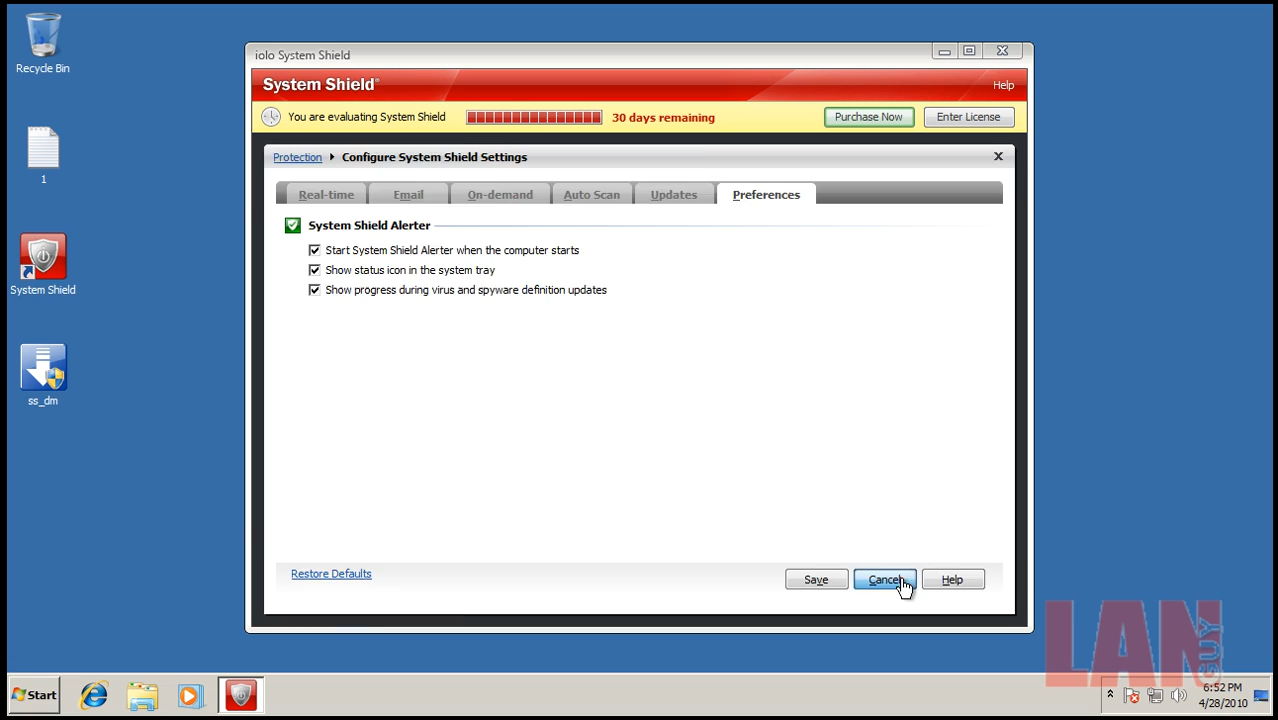 Recycle Bin
1
System Shield
ss_dm
iolo System Shield
System Shield®
Help
You are evaluating System Shield
30 days remaining
Purchase Now
Enter License
Protection
Configure System Shield Settings
X
Real-time
Email
On-demand
Auto Scan
Updates
Preferences
System Shield Alerter
Start System Shield Alerter when the computer starts
Show status icon in the system tray
Show progress during virus and spyware definition updates
Restore Defaults
Save
Cancel
Help
LAN
GUY
Start
6:52 PM
4/28/2010